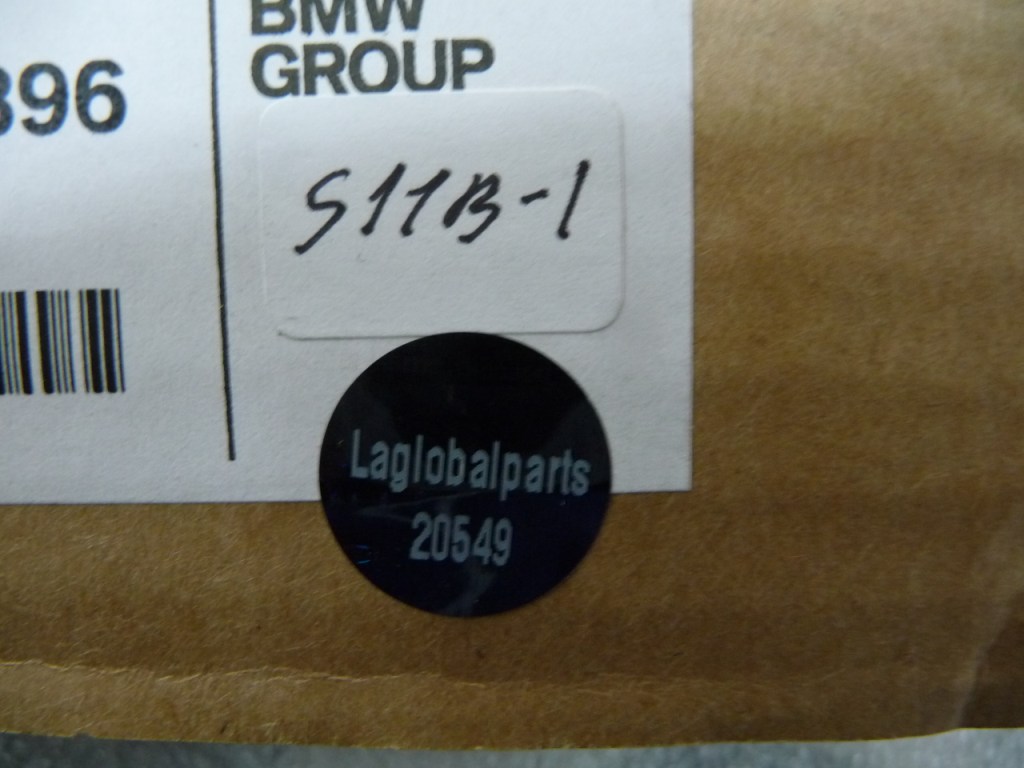 BMW
GROUP
396
S11B-1
Laglobalparts
20549